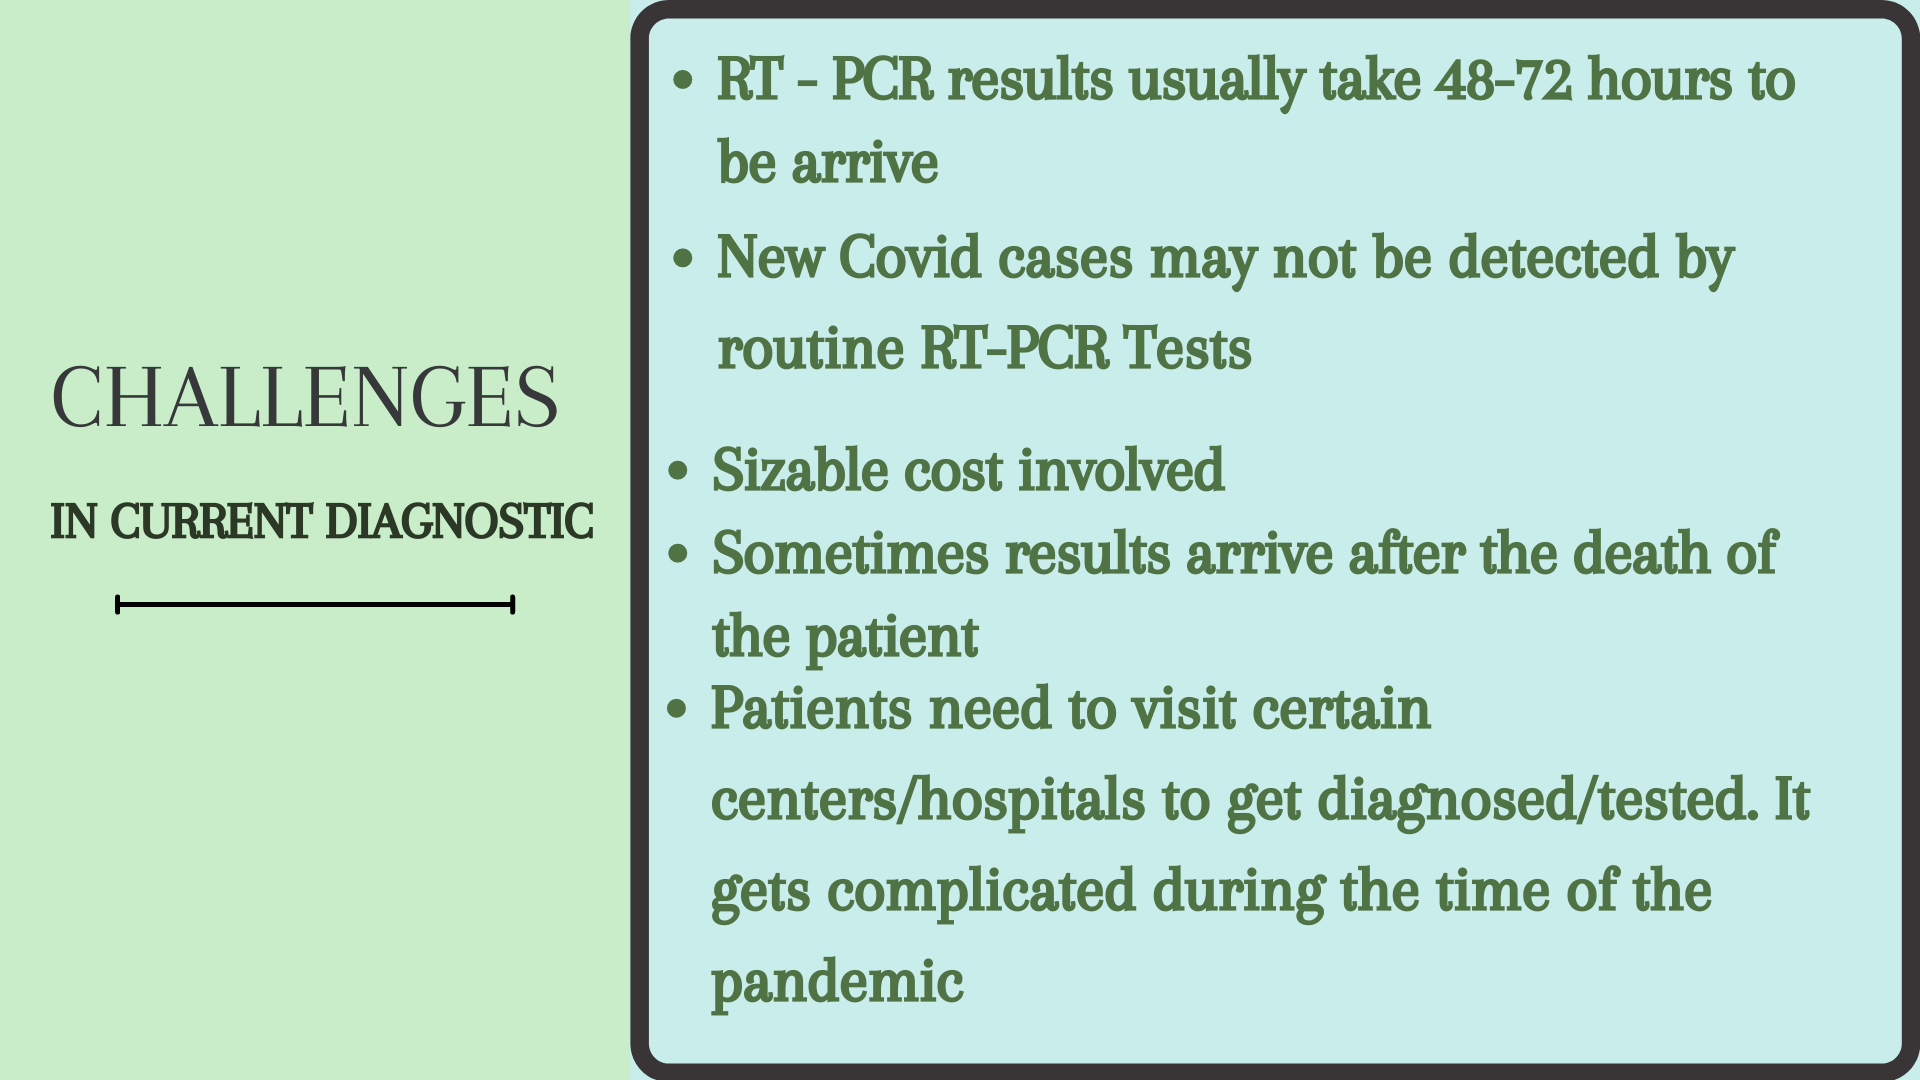 CHALLENGES
IN CURRENT DIAGNOSTIC
• RT - PCR results usually take 48-72 hours to
be arrive
• New Covid cases may not be detected by
routine RT-PCR Tests
• Sizable cost involved
• Sometimes results arrive after the death of
the patient
• Patients need to visit certain
centers/hospitals to get diagnosed/tested. It
gets complicated during the time of the
pandemic